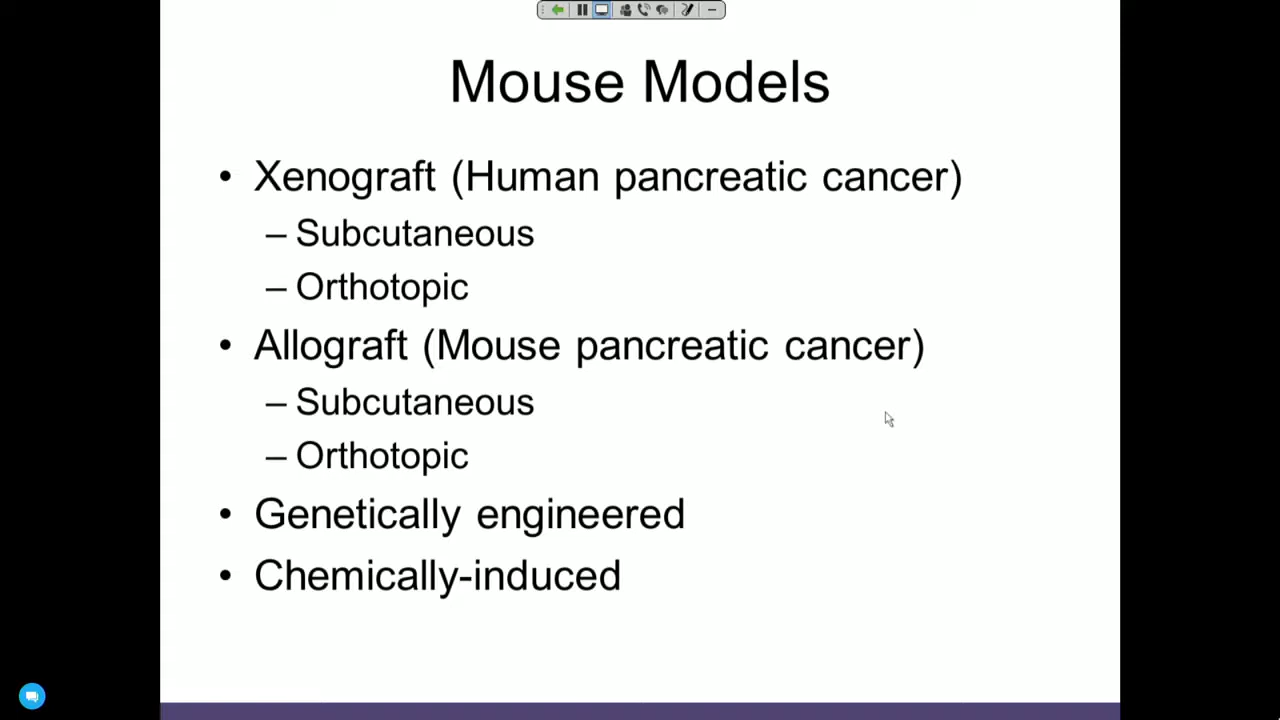 Mouse Models
• Xenograft (Human pancreatic cancer)
– Subcutaneous
– Orthotopic
• Allograft (Mouse pancreatic cancer)
– Subcutaneous
– Orthotopic
• Genetically engineered
• Chemically-induced